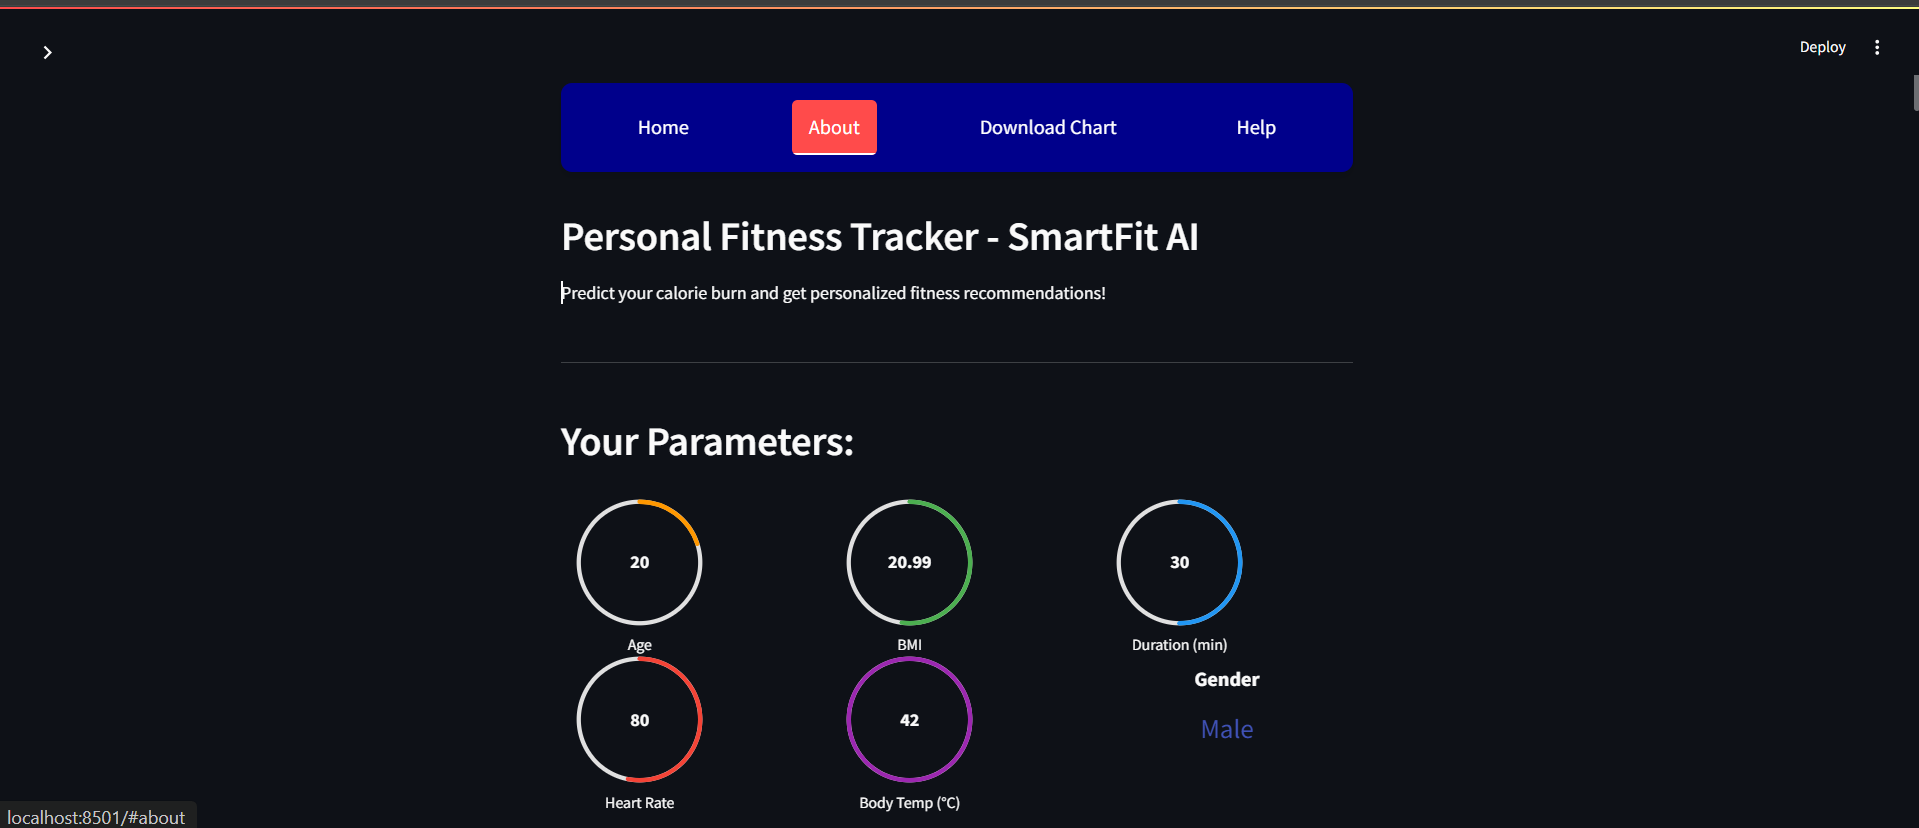 Deploy
Home About Download Chart Help
Personal Fitness Tracker - SmartFit AI
Predict your calorie burn and get personalized fitness recommendations!
Your Parameters:
20 20.99 30
Age BMI Duration (min)
Gender
80 42 Male
Heart Rate Body Temp (°C)
localhost:8501/#about